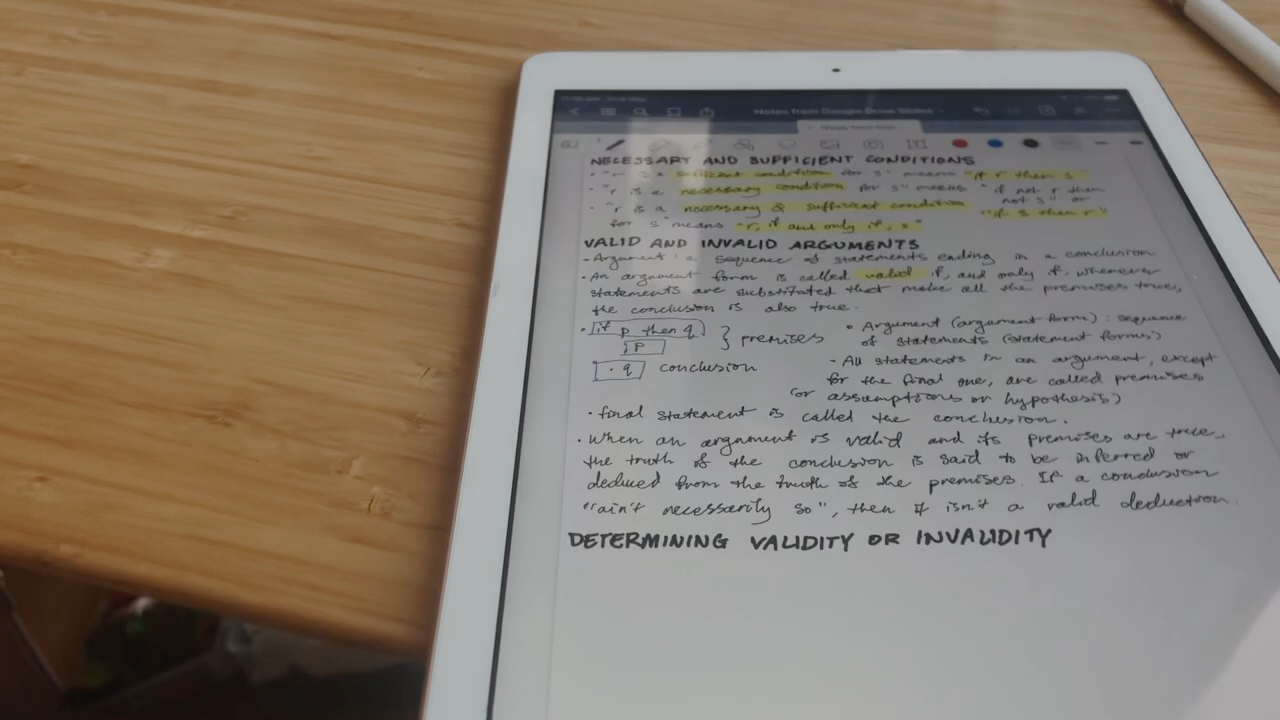 Notes from Google Drive Slides
NECESSARY AND SUFFICIENT CONDITIONS
• "r is a sufficient condition for s" means "if r then s"
• "r is a necessary condition for s" means "if not r then
not s" or
• "r is a necessary & sufficient condition "if s then r"
for s" means "r, if and only if, s"
VALID AND INVALID ARGUMENTS
• Argument: a sequence of statements ending in a conclusion
• An argument form is called valid if, and only if, whenever
statements are substituted that make all the premises true,
the conclusion is also true.
• if p then q } premises
p
• q conclusion
• Argument (argument form): sequence
of statements (statement forms)
• All statements in an argument, except
for the final one, are called premises
(or assumptions or hypothesis)
• final statement is called the conclusion.
• When an argument is valid and its premises are true,
the truth of the conclusion is said to be inferred or
deduced from the truth of the premises. If a conclusion
"ain't necessarily so", then it isn't a valid deduction.
DETERMINING VALIDITY OR INVALIDITY